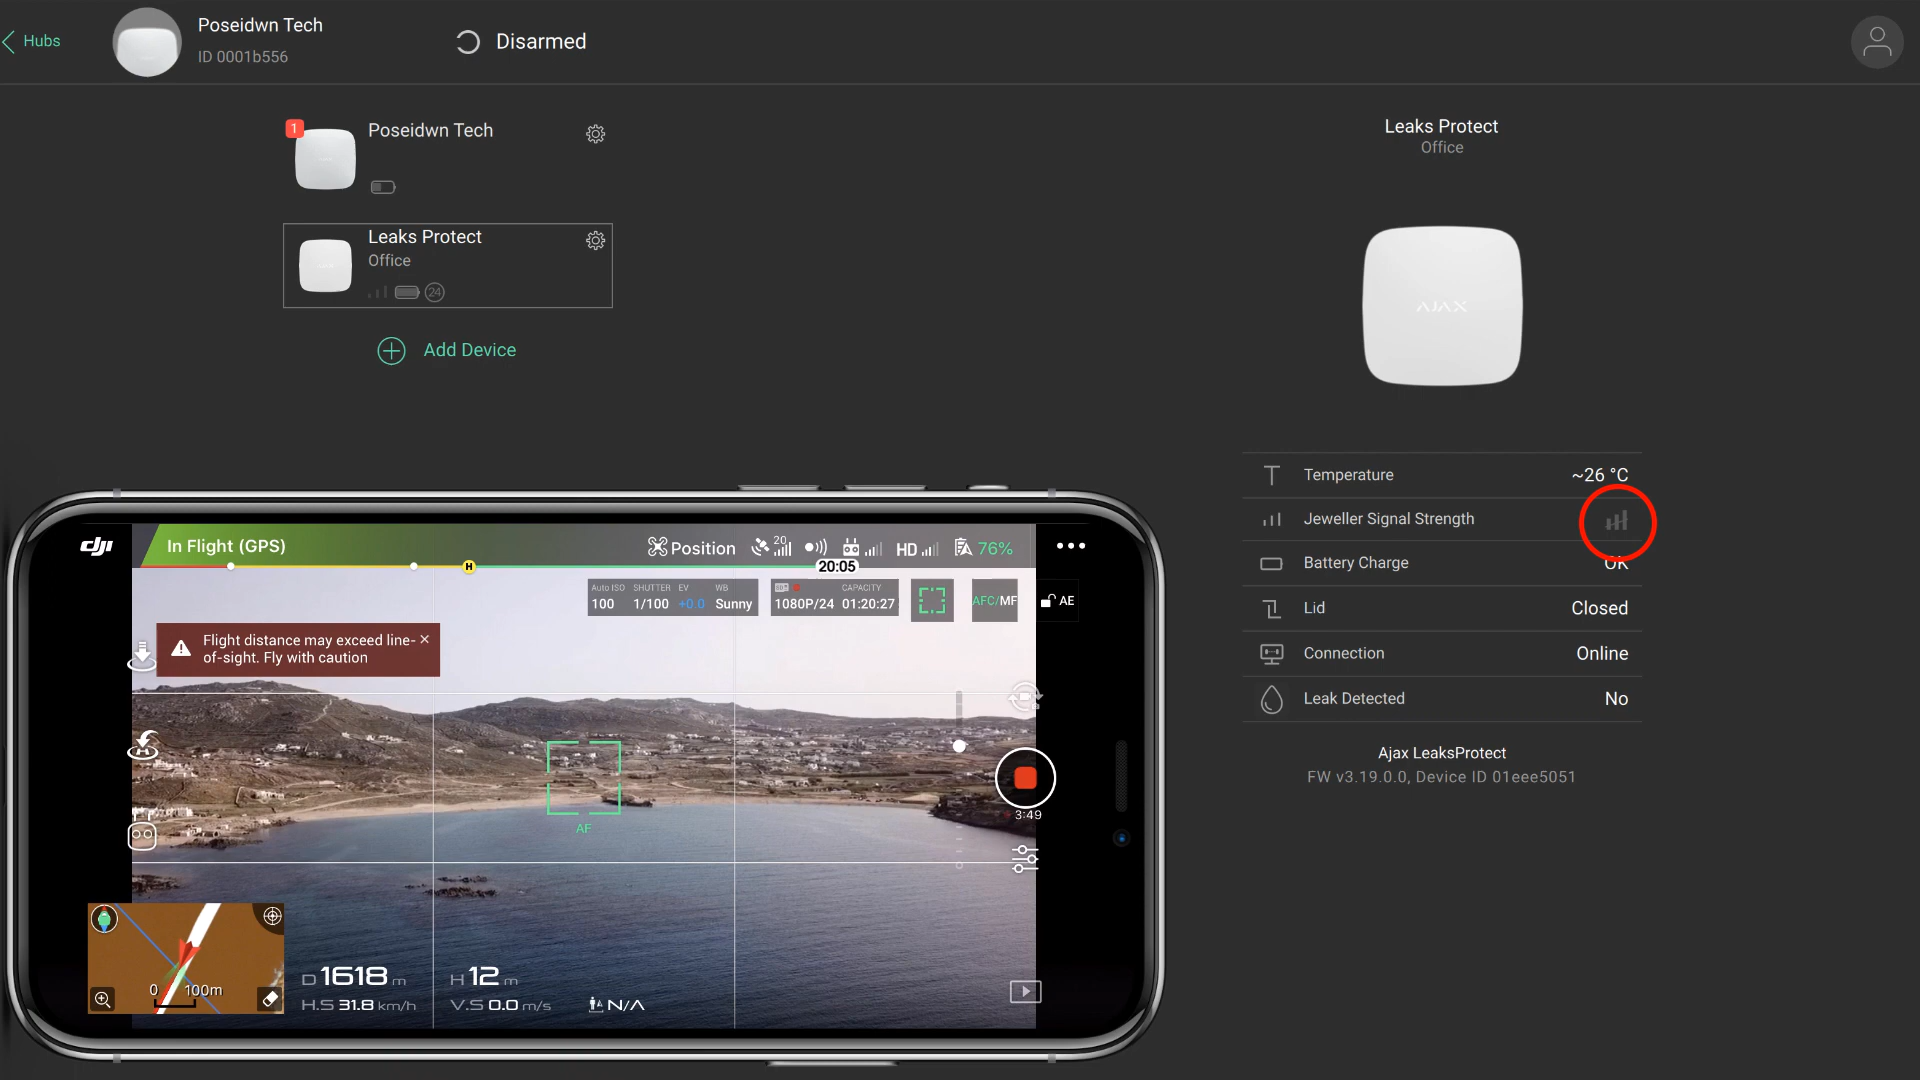 Hubs
Poseidwn Tech
ID 0001b556
Disarmed
1
Poseidwn Tech
Leaks Protect
Office
24
Add Device
Leaks Protect
Office
AJAX
Temperature
~26 °C
Jeweller Signal Strength
Battery Charge
OK
Lid
Closed
Connection
Online
Leak Detected
No
Ajax LeaksProtect
FW v3.19.0.0, Device ID 01eee5051
dji
In Flight (GPS)
Position
20
HD
76%
H
20:05
Auto ISO SHUTTER EV WB
100 1/100 +0.0 Sunny
CAPACITY
1080P/24 01:20:27
AFC/MF
AE
Flight distance may exceed line-
of-sight. Fly with caution
AF
3:49
0 100m
D 1618 m
H 12 m
H.S 31.8 km/h
V.S 0.0 m/s
N/A